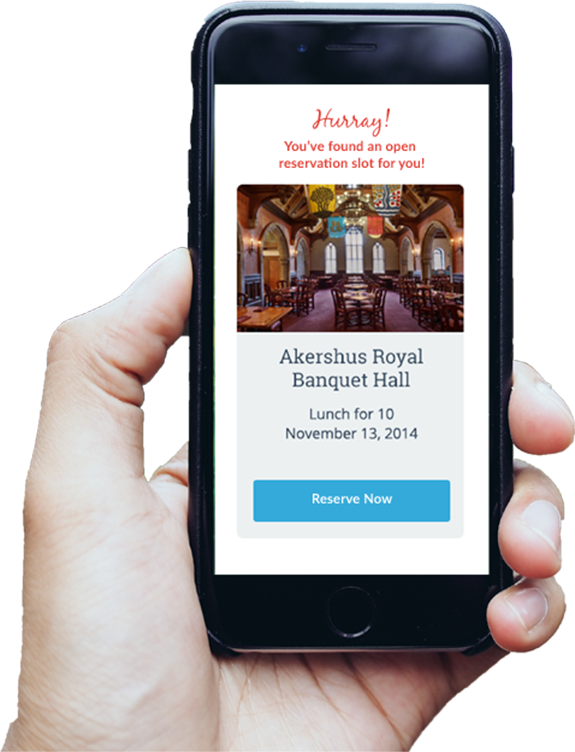 Hurray!
You've found an open
reservation slot for you!
Akershus Royal
Banquet Hall
Lunch for 10
November 13, 2014
Reserve Now